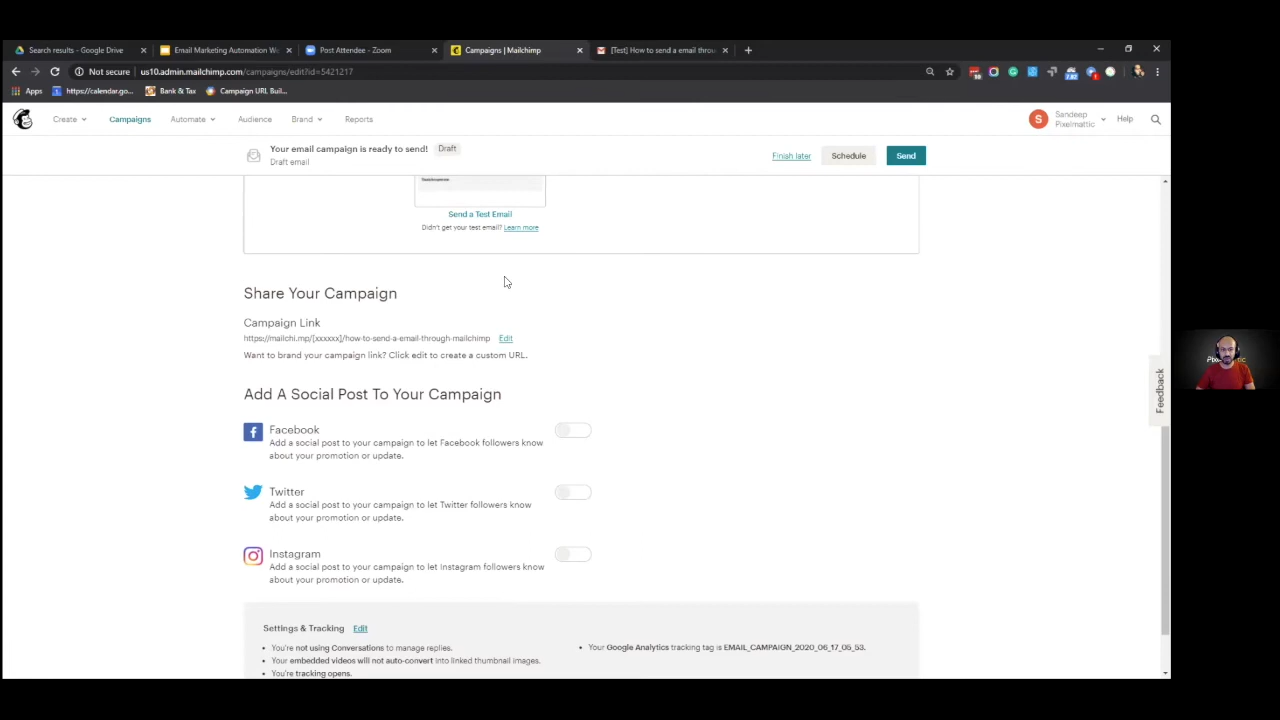 Search results - Google Drive
Email Marketing Automation W
Post Attendee - Zoom
Campaigns | Mailchimp
[Test] How to send a email throu
Not secure | us10.admin.mailchimp.com/campaigns/edit?id=5421217
Apps
https://calendar.go...
Bank & Tax
Campaign URL Buil...
Create
Campaigns
Automate
Audience
Brand
Reports
S
Sandeep
Pixelmattic
Help
Your email campaign is ready to send! Draft
Draft email
Finish later
Schedule
Send
Send a Test Email
Didn't get your test email? Learn more
Share Your Campaign
Campaign Link
https://mailchi.mp/[xxxxxx]/how-to-send-a-email-through-mailchimp Edit
Want to brand your campaign link? Click edit to create a custom URL.
Add A Social Post To Your Campaign
Facebook
Add a social post to your campaign to let Facebook followers know
about your promotion or update.
Twitter
Add a social post to your campaign to let Twitter followers know
about your promotion or update.
Instagram
Add a social post to your campaign to let Instagram followers know
about your promotion or update.
Settings & Tracking Edit
You're not using Conversations to manage replies.
Your embedded videos will not auto-convert into linked thumbnail images.
You're tracking opens.
Your Google Analytics tracking tag is EMAIL_CAMPAIGN_2020_06_17_05_53.
Feedback